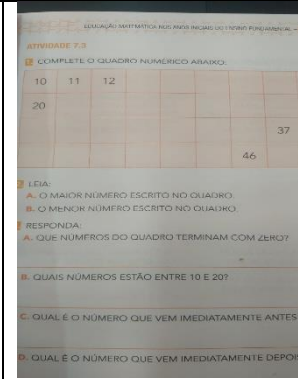 EDUCAÇÃO MATEMÁTICA NOS ANOS INICIAIS DO ENSINO FUNDAMENTAL –
ATIVIDADE 7.3
COMPLETE O QUADRO NUMÉRICO ABAIXO:
10 11 12
20
37
46
LEIA:
A. O MAIOR NÚMERO ESCRITO NO QUADRO.
B. O MENOR NÚMERO ESCRITO NO QUADRO.
RESPONDA:
A. QUE NÚMEROS DO QUADRO TERMINAM COM ZERO?
B. QUAIS NÚMEROS ESTÃO ENTRE 10 E 20?
C. QUAL É O NÚMERO QUE VEM IMEDIATAMENTE ANTES
D. QUAL É O NÚMERO QUE VEM IMEDIATAMENTE DEPOI